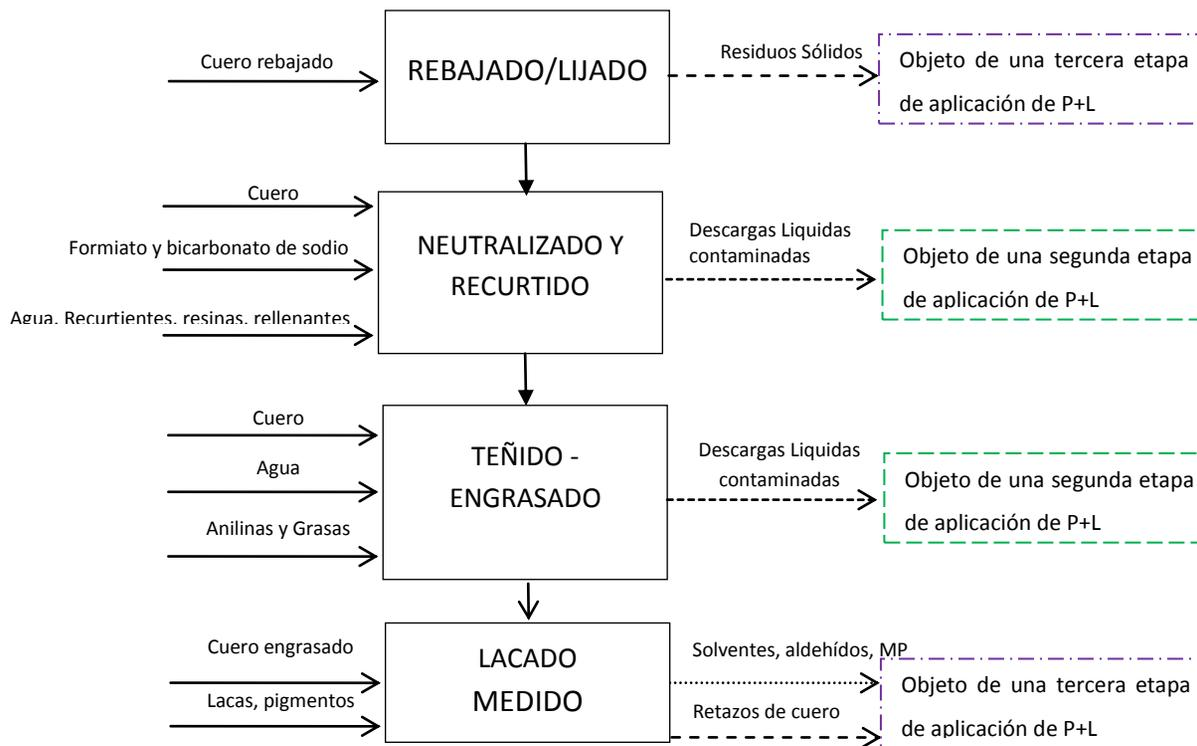 Cuero rebajado
REBAJADO/LIJADO
Residuos Sólidos
Objeto de una tercera etapa
de aplicación de P+L
Cuero
Formiato y bicarbonato de sodio
Agua, Recurtientes, resinas, rellenantes
NEUTRALIZADO Y
RECURTIDO
Descargas Liquidas
contaminadas
Objeto de una segunda etapa
de aplicación de P+L
Cuero
Agua
Anilinas y Grasas
TEÑIDO -
ENGRASADO
Descargas Liquidas
contaminadas
Objeto de una segunda etapa
de aplicación de P+L
Cuero engrasado
Lacas, pigmentos
LACADO
MEDIDO
Solventes, aldehídos, MP
Retazos de cuero
Objeto de una tercera etapa
de aplicación de P+L